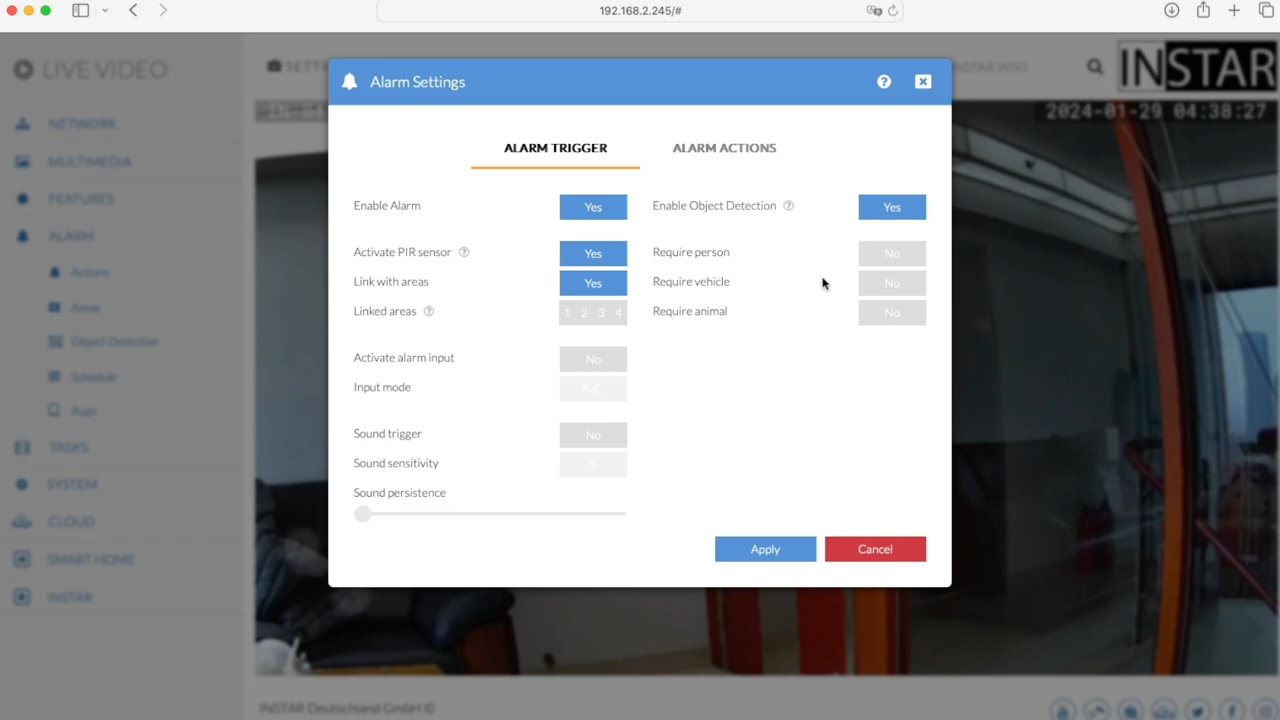 192.168.2.245/#
LIVE VIDEO
INSTAR WIKI
INSTAR
2024-01-29 04:38:27
NETWORK
MULTIMEDIA
FEATURES
ALARM
Actions
Areas
Object Detection
Schedule
Push
TASKS
SYSTEM
CLOUD
SMART HOME
INSTAR
Alarm Settings
?
ALARM TRIGGER ALARM ACTIONS
Enable Alarm Yes
Activate PIR sensor ? Yes
Link with areas Yes
Linked areas ? 1 2 3 4
Activate alarm input No
Input mode N.C.
Sound trigger No
Sound sensitivity 5
Sound persistence
Enable Object Detection ? Yes
Require person No
Require vehicle No
Require animal No
Apply Cancel
INSTAR Deutschland GmbH ©